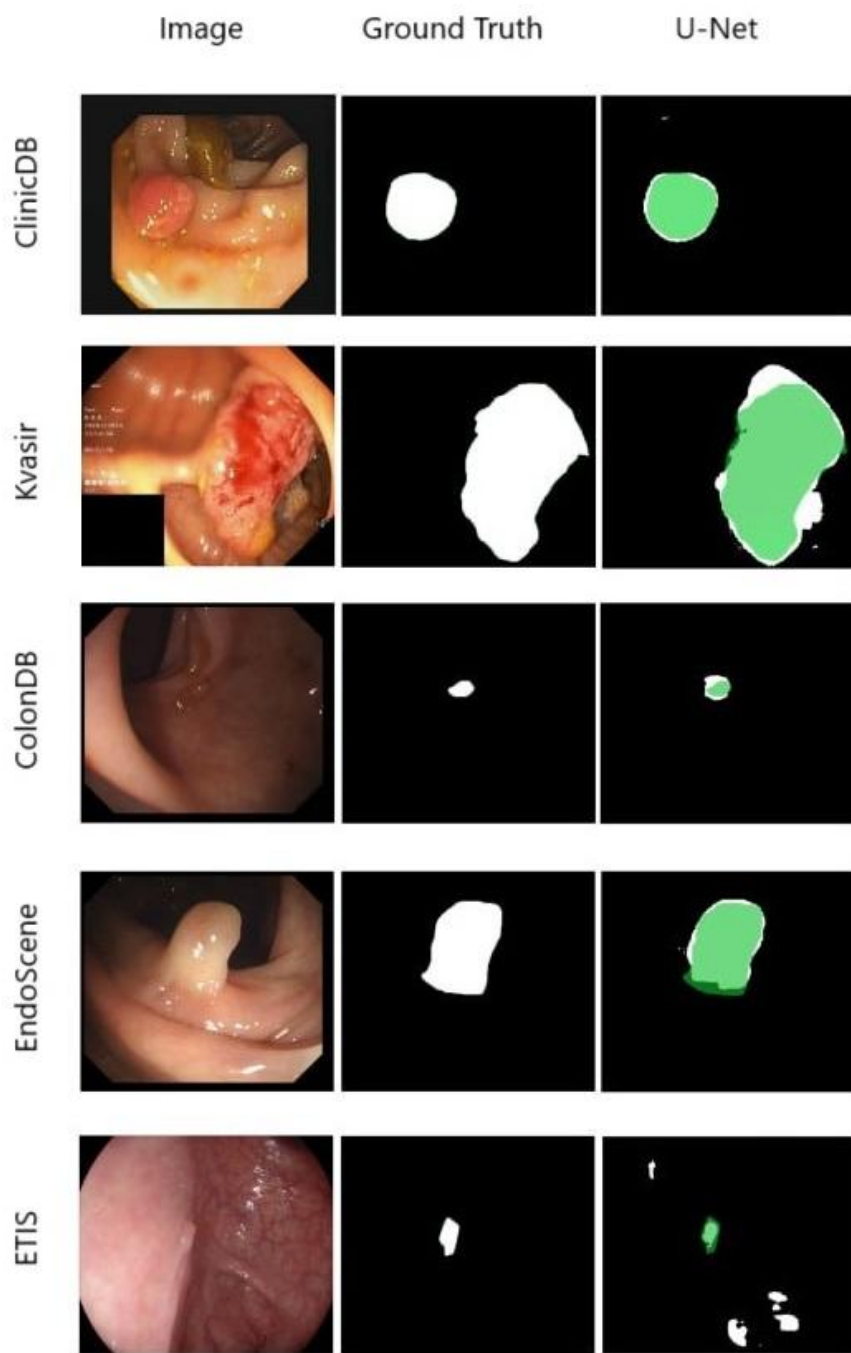 Image Ground Truth U-Net
ClinicDB
Kvasir
ColonDB
EndoScene
ETIS